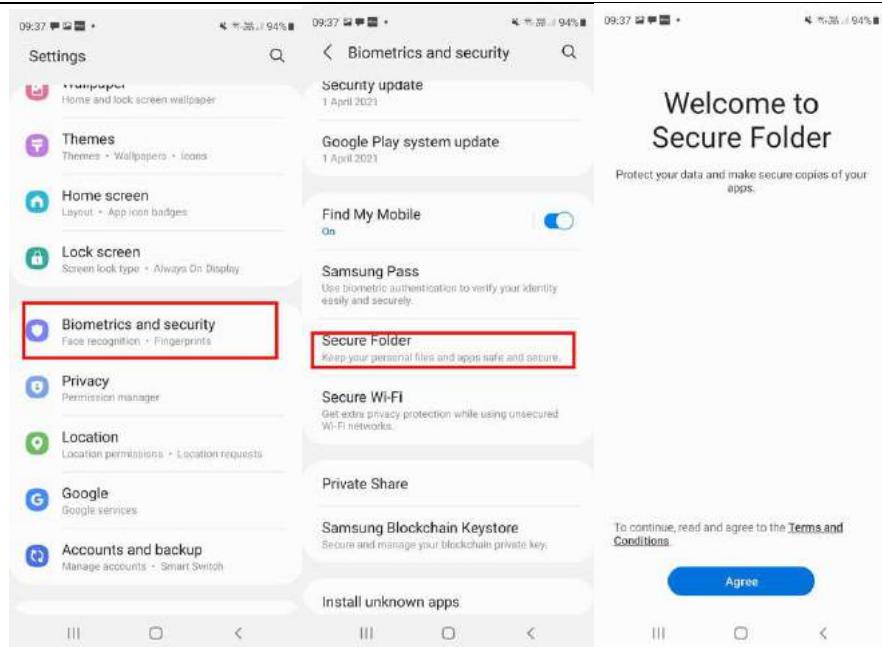 09:37 94%
Settings
Wallpaper
Home and lock screen wallpaper
Themes
Themes • Wallpapers • Icons
Home screen
Layout • App icon badges
Lock screen
Screen lock type • Always On Display
Biometrics and security
Face recognition • Fingerprints
Privacy
Permission manager
Location
Location permissions • Location requests
Google
Google services
Accounts and backup
Manage accounts • Smart Switch
09:37 94%
Biometrics and security
Security update
1 April 2021
Google Play system update
1 April 2021
Find My Mobile
On
Samsung Pass
Use biometric authentication to verify your identity
easily and securely.
Secure Folder
Keep your personal files and apps safe and secure.
Secure Wi-Fi
Get extra privacy protection while using unsecured
Wi-Fi networks.
Private Share
Samsung Blockchain Keystore
Secure and manage your blockchain private key.
Install unknown apps
09:37 94%
Welcome to
Secure Folder
Protect your data and make secure copies of your
apps.
To continue, read and agree to the Terms and
Conditions
Agree